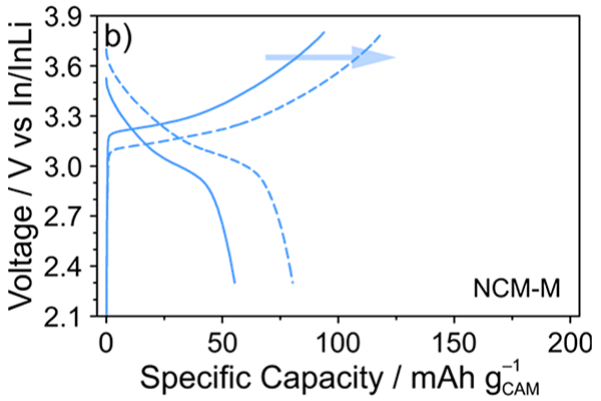 b)
3.9
3.6
3.3
3.0
2.7
2.4
2.1
Voltage / V vs In/InLi
NCM-M
0 50 100 150 200
Specific Capacity / mAh g⁻¹CAM